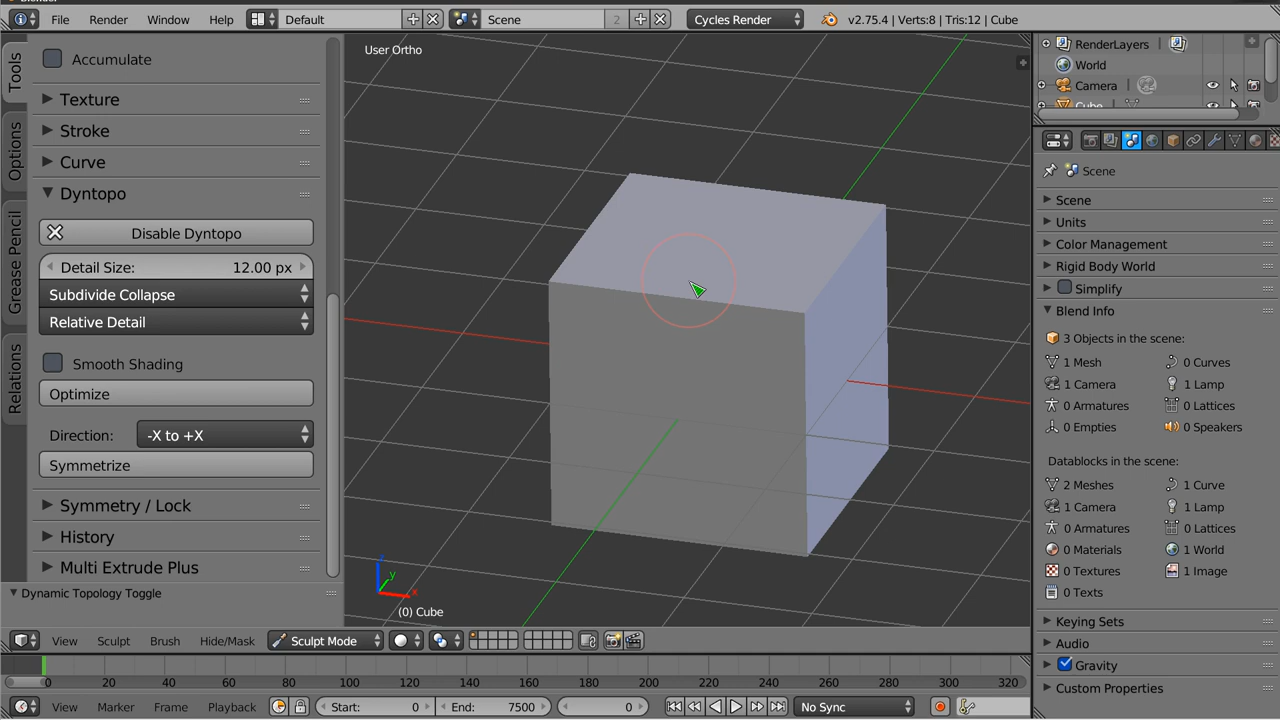 File Render Window Help Default Scene 2 Cycles Render v2.75.4 | Verts:8 | Tris:12 | Cube
Tools
Options
Grease Pencil
Relations
Accumulate
Texture
Stroke
Curve
Dyntopo
Disable Dyntopo
Detail Size: 12.00 px
Subdivide Collapse
Relative Detail
Smooth Shading
Optimize
Direction: -X to +X
Symmetrize
Symmetry / Lock
History
Multi Extrude Plus
Dynamic Topology Toggle
User Ortho
z
y
x
(0) Cube
View Sculpt Brush Hide/Mask Sculpt Mode
0 20 40 60 80 100 120 140 160 180 200 220 240 260 280 300 320
View Marker Frame Playback Start: 0 End: 7500 0 No Sync
RenderLayers
World
Camera
Cube
Scene
Scene
Units
Color Management
Rigid Body World
Simplify
Blend Info
3 Objects in the scene:
1 Mesh 0 Curves
1 Camera 1 Lamp
0 Armatures 0 Lattices
0 Empties 0 Speakers
Datablocks in the scene:
2 Meshes 1 Curve
1 Camera 1 Lamp
0 Armatures 0 Lattices
0 Materials 1 World
0 Textures 1 Image
0 Texts
Keying Sets
Audio
Gravity
Custom Properties